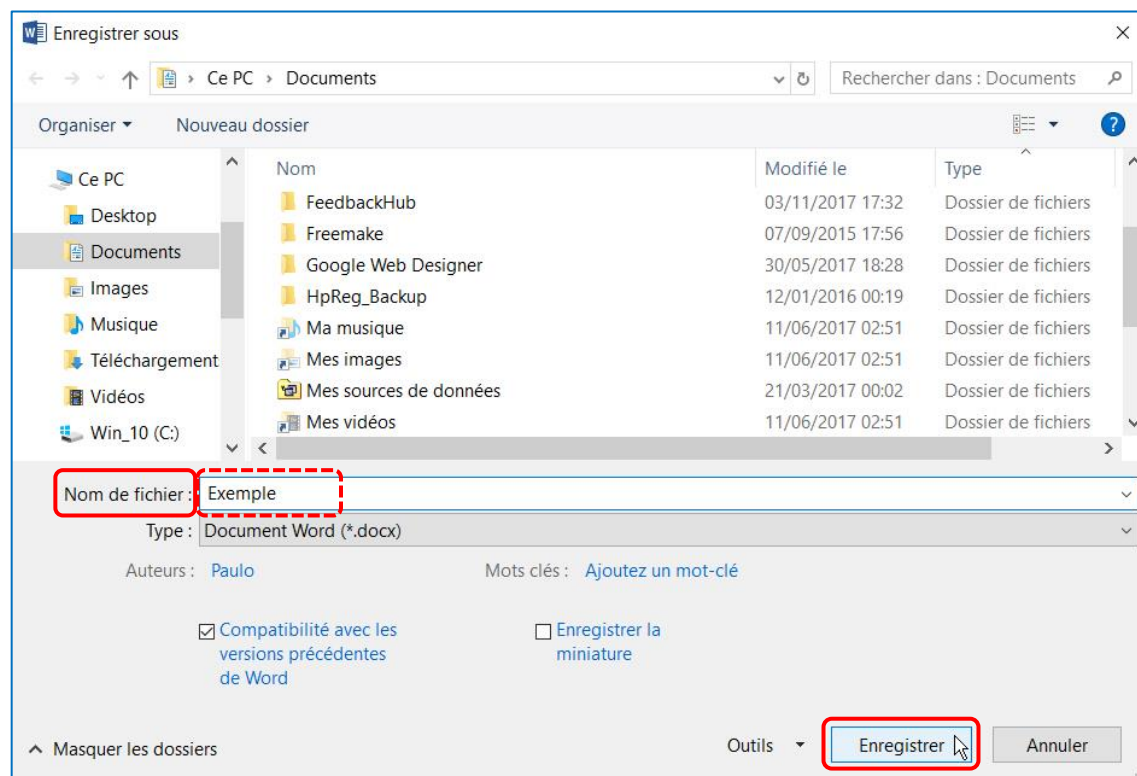 Enregistrer sous
Ce PC › Documents
Rechercher dans : Documents
Organiser
Nouveau dossier
?
Ce PC
Desktop
Documents
Images
Musique
Téléchargement
Vidéos
Win_10 (C:)
Nom Modifié le Type
FeedbackHub 03/11/2017 17:32 Dossier de fichiers
Freemake 07/09/2015 17:56 Dossier de fichiers
Google Web Designer 30/05/2017 18:28 Dossier de fichiers
HpReg_Backup 12/01/2016 00:19 Dossier de fichiers
Ma musique 11/06/2017 02:51 Dossier de fichiers
Mes images 11/06/2017 02:51 Dossier de fichiers
Mes sources de données 21/03/2017 00:02 Dossier de fichiers
Mes vidéos 11/06/2017 02:51 Dossier de fichiers
Nom de fichier : Exemple
Type : Document Word (*.docx)
Auteurs : Paulo Mots clés : Ajoutez un mot-clé
Compatibilité avec les
versions précédentes
de Word
Enregistrer la
miniature
Masquer les dossiers
Outils
Enregistrer
Annuler